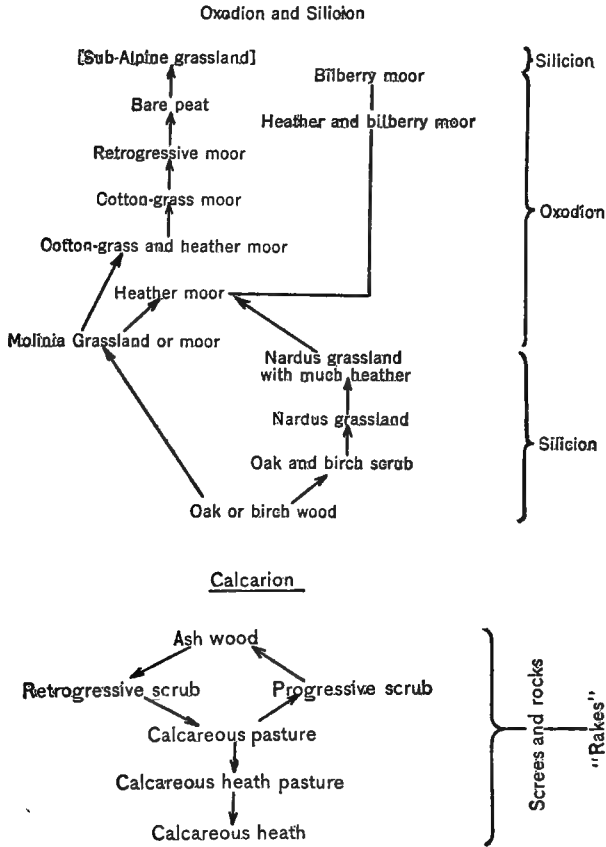 Oxodion and Silicion
[Sub-Alpine grassland]
Bilberry moor
Silicion
Bare peat
Heather and bilberry moor
Retrogressive moor
Cotton-grass moor
Oxodion
Cotton-grass and heather moor
Heather moor
Molinia Grassland or moor
Nardus grassland
with much heather
Nardus grassland
Silicion
Oak and birch scrub
Oak or birch wood
Calcarion
Ash wood
Retrogressive scrub
Progressive scrub
Calcareous pasture
Calcareous heath pasture
Calcareous heath
Screes and rocks
"Rakes"